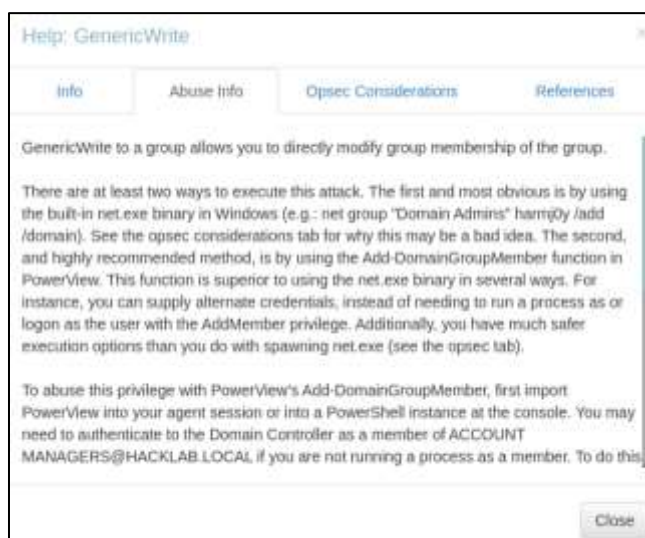 Help: GenericWrite
Info
Abuse Info
Opsec Considerations
References
GenericWrite to a group allows you to directly modify group membership of the group.
There are at least two ways to execute this attack. The first and most obvious is by using
the built-in net.exe binary in Windows (e.g.: net group "Domain Admins" harmj0y /add
/domain). See the opsec considerations tab for why this may be a bad idea. The second,
and highly recommended method, is by using the Add-DomainGroupMember function in
PowerView. This function is superior to using the net.exe binary in several ways. For
instance, you can supply alternate credentials, instead of needing to run a process as or
logon as the user with the AddMember privilege. Additionally, you have much safer
execution options than you do with spawning net.exe (see the opsec tab).
To abuse this privilege with PowerView's Add-DomainGroupMember, first import
PowerView into your agent session or into a PowerShell instance at the console. You may
need to authenticate to the Domain Controller as a member of ACCOUNT
MANAGERS@HACKLAB.LOCAL if you are not running a process as a member. To do this
Close